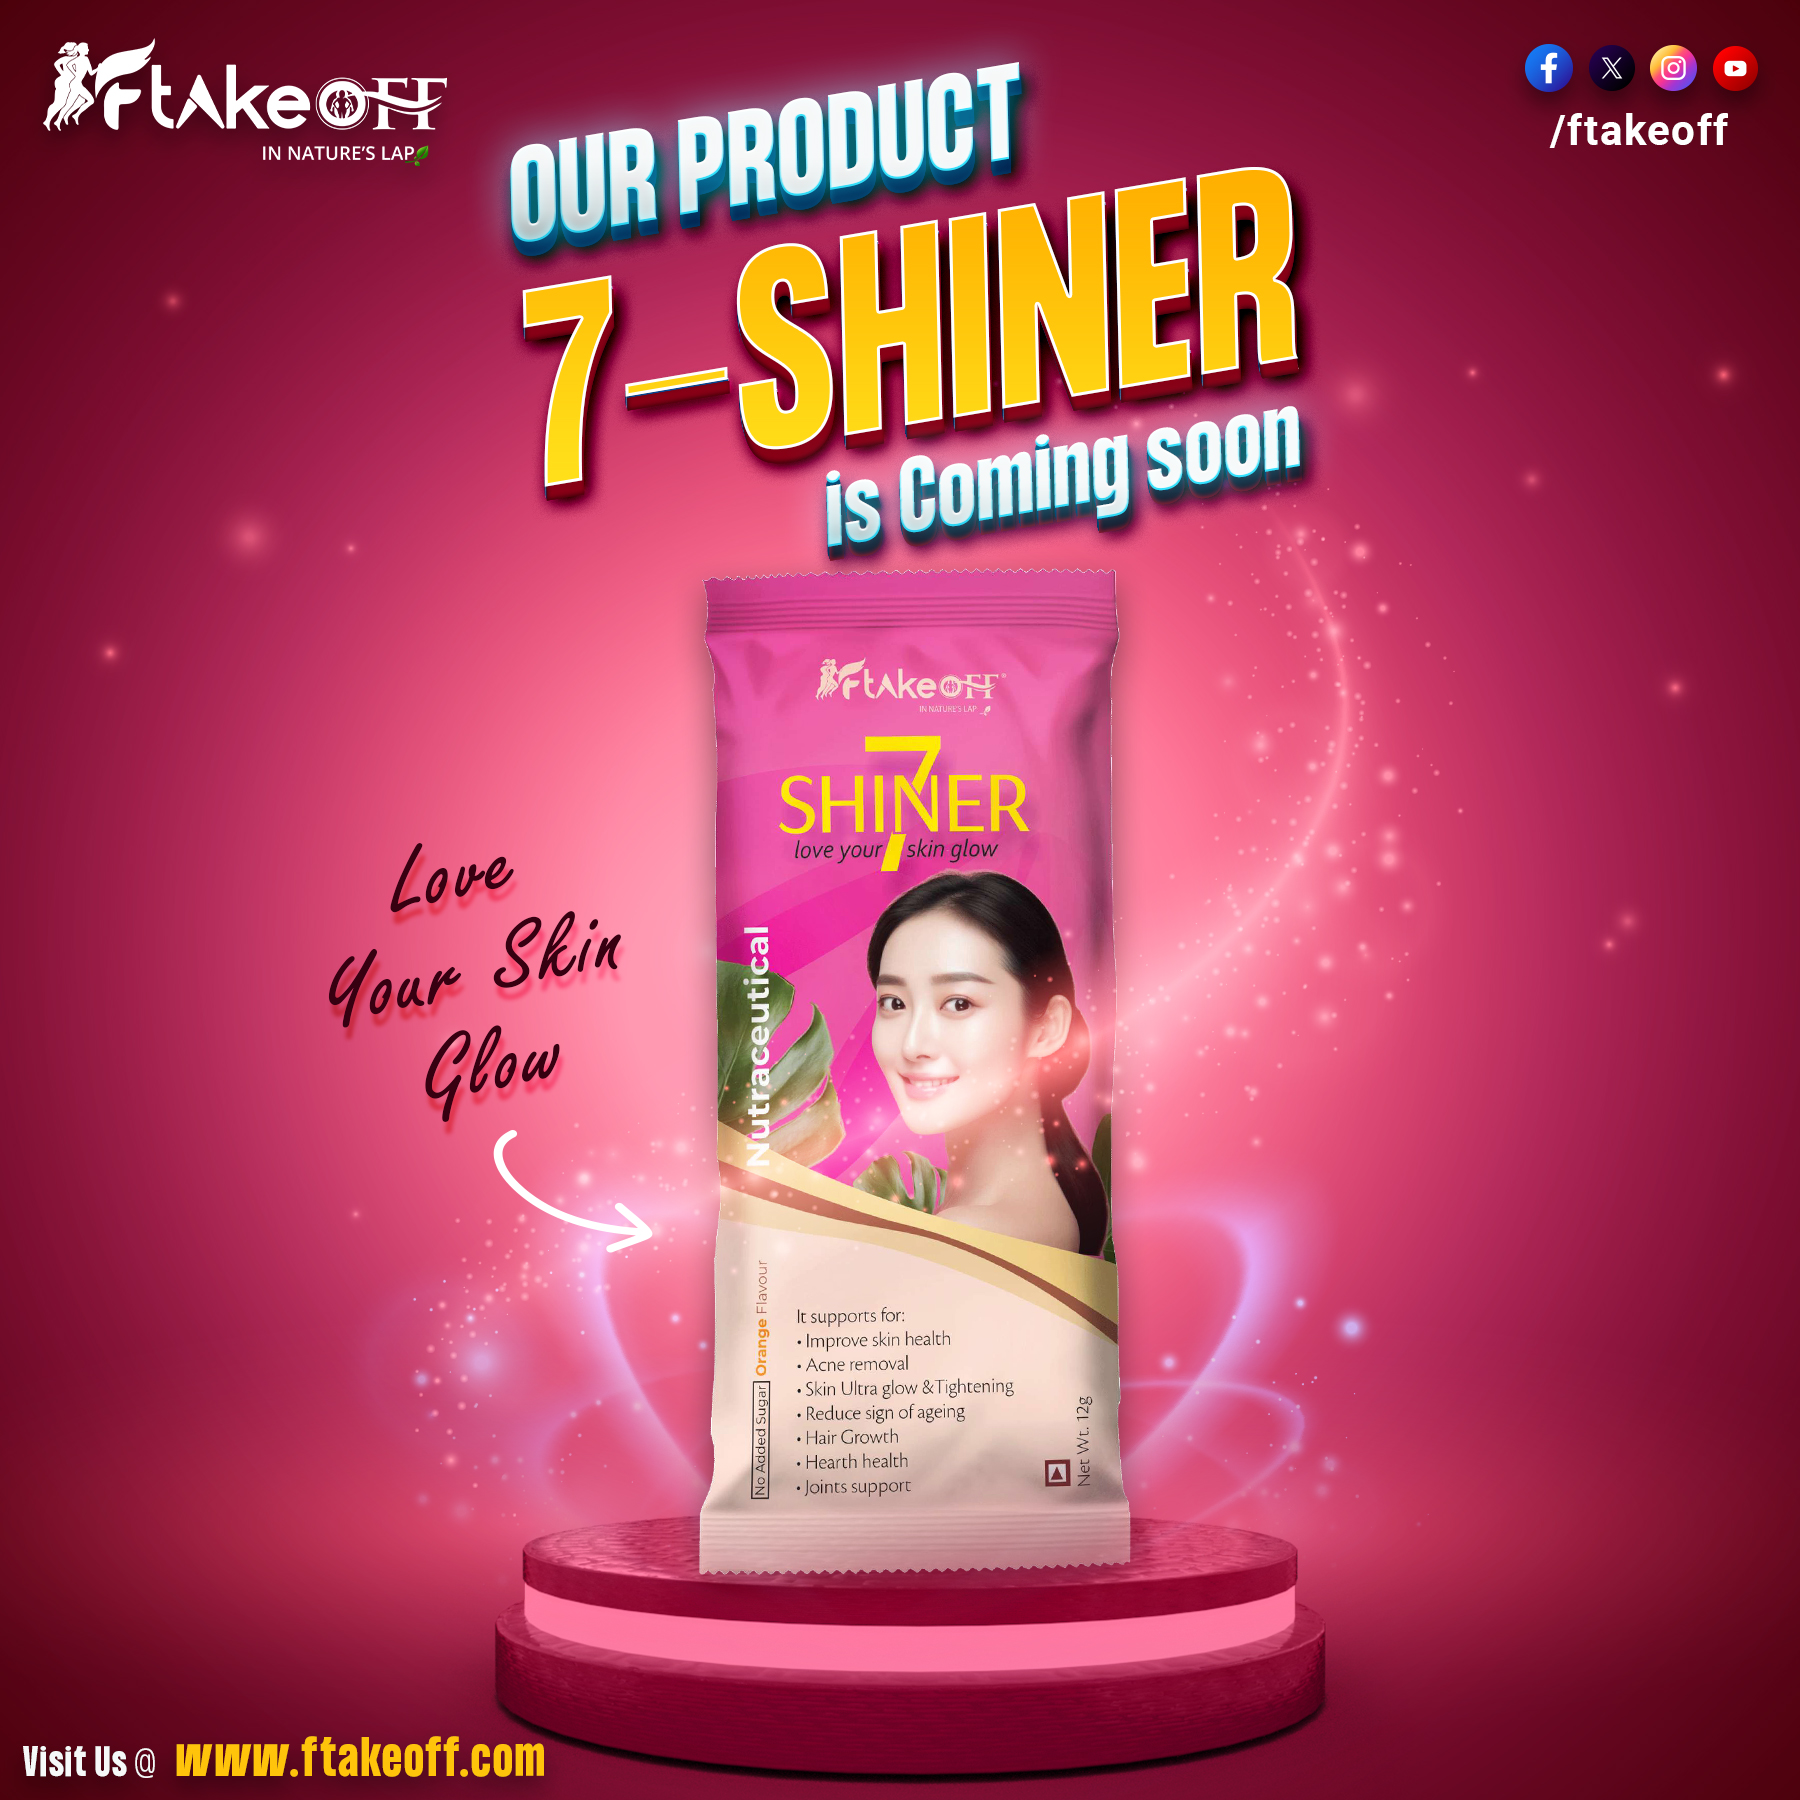 FtAkeOFF
IN NATURE'S LAP
/ftakeoff
OUR PRODUCT
7-SHINER
is Coming soon
FtAkeOFF®
IN NATURE'S LAP
7
SHINER
love your skin glow
Love
Your Skin
Glow
Nutraceutical
No Added Sugar Orange Flavour
It supports for:
• Improve skin health
• Acne removal
• Skin Ultra glow &Tightening
• Reduce sign of ageing
• Hair Growth
• Hearth health
• Joints support
Net Wt. 12g
Visit Us @ www.ftakeoff.com